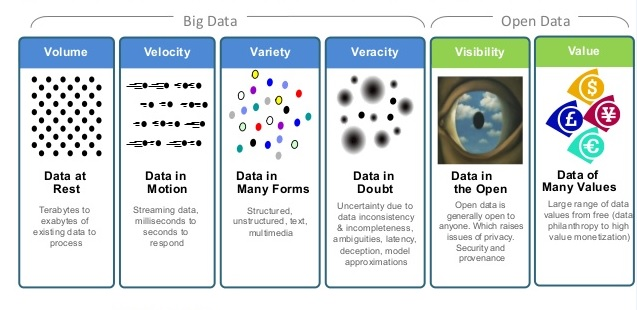 Big Data
Open Data
Volume
Data at
Rest
Terabytes to
exabytes of
existing data to
process
Velocity
Data in
Motion
Streaming data,
milliseconds to
seconds to
respond
Variety
Data in
Many Forms
Structured,
unstructured, text,
multimedia
Veracity
Data in
Doubt
Uncertainty due to
data inconsistency
& incompleteness,
ambiguities, latency,
deception, model
approximations
Visibility
Data in
the Open
Open data is
generally open to
anyone. Which raises
issues of privacy.
Security and
provenance
Value
$
£
¥
€
Data of
Many Values
Large range of data
values from free (data
philanthropy to high
value monetization)